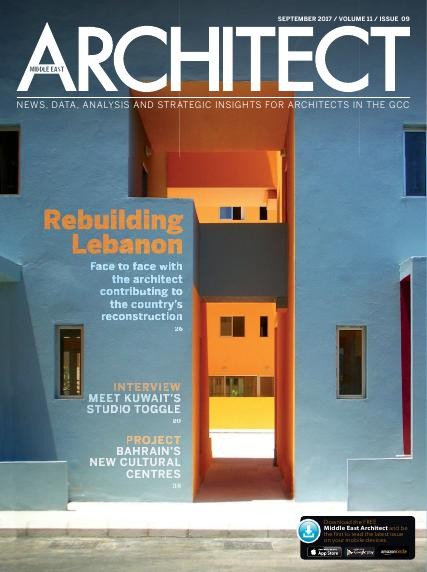 SEPTEMBER 2017 / VOLUME 11 / ISSUE 09
MIDDLE EAST
ARCHITECT
NEWS, DATA, ANALYSIS AND STRATEGIC INSIGHTS FOR ARCHITECTS IN THE GCC
Rebuilding
Lebanon
Face to face with
the architect
contributing to
the country's
reconstruction
26
INTERVIEW
MEET KUWAIT'S
STUDIO TOGGLE
20
PROJECT
BAHRAIN'S
NEW CULTURAL
CENTRES
Download the FREE
Middle East Architect and be
the first to read the latest issue
on your mobile devices.
App Store
Google play
amazonkindle